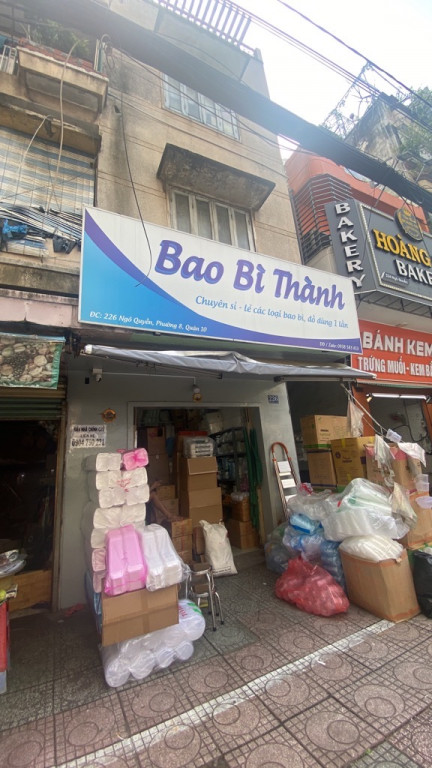 Bao Bì Thành
Chuyên sỉ - lẻ các loại bao bì, đồ dùng 1 lần
ĐC: 226 Ngô Quyền, Phường 8, Quận 10
BAKERY
HOÀNG
BAKE
BÁNH KEM
TRỨNG MUỐI - KEM B
226